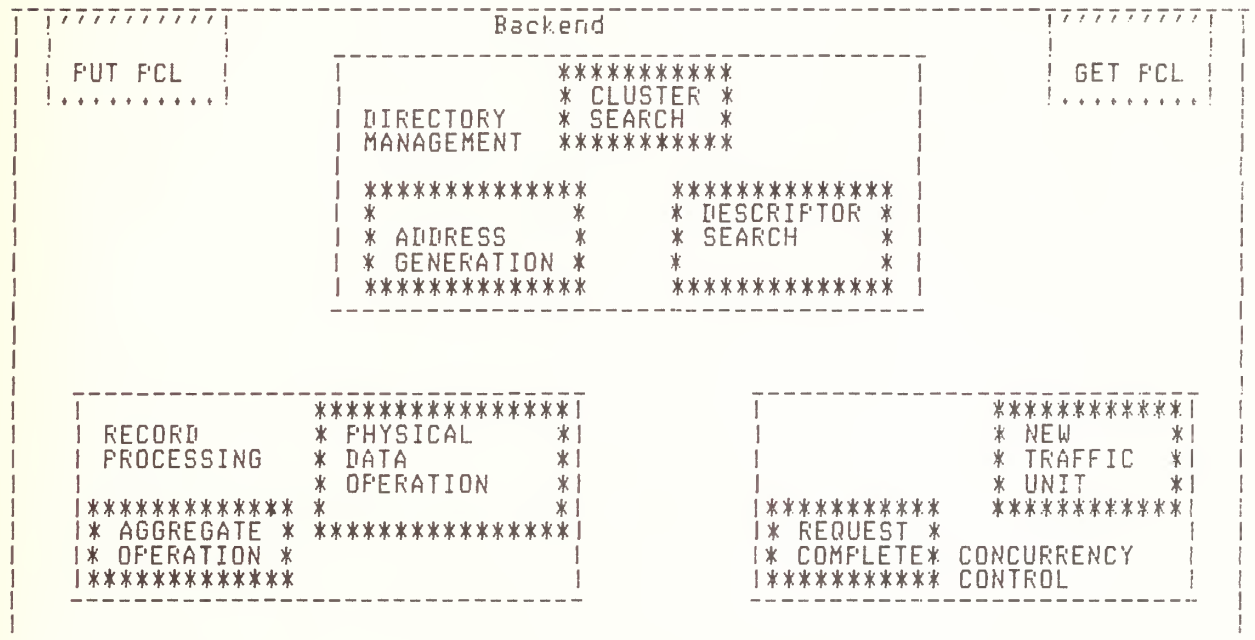 Backend
PUT PCL
GET PCL
CLUSTER
SEARCH
DIRECTORY
MANAGEMENT
ADDRESS
GENERATION
DESCRIPTOR
SEARCH
RECORD
PROCESSING
PHYSICAL
DATA
OPERATION
AGGREGATE
OPERATION
NEW
TRAFFIC
UNIT
REQUEST
COMPLETE
CONCURRENCY
CONTROL